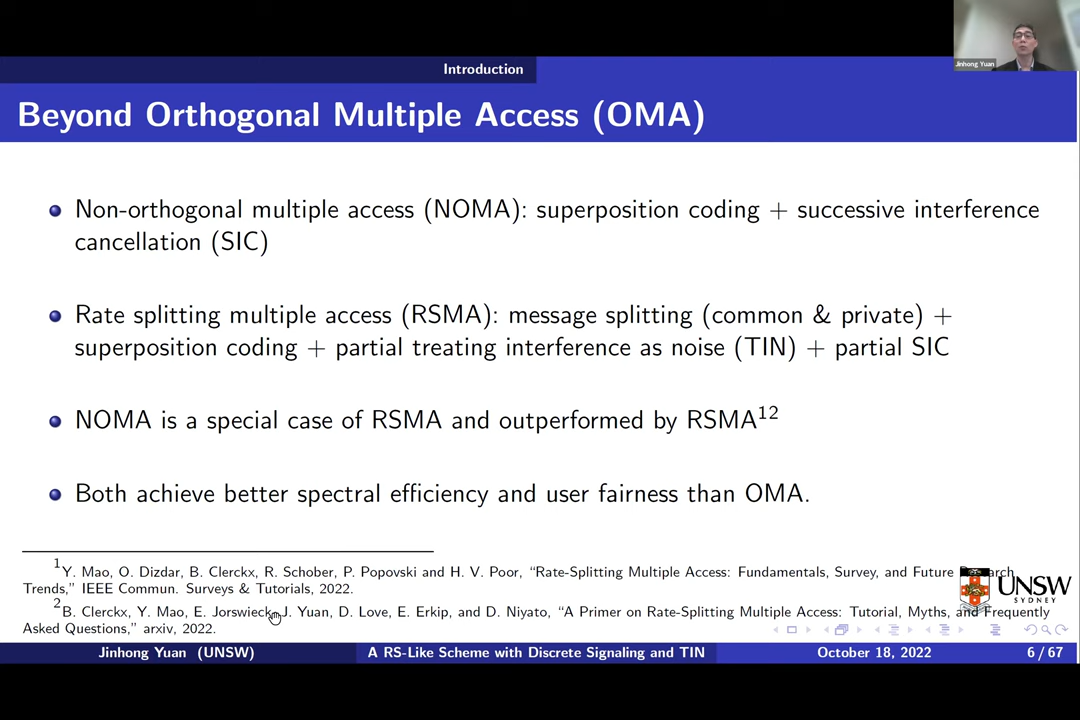 Jinhong Yuan
Introduction
Beyond Orthogonal Multiple Access (OMA)
Non-orthogonal multiple access (NOMA): superposition coding + successive interference
cancellation (SIC)
Rate splitting multiple access (RSMA): message splitting (common & private) +
superposition coding + partial treating interference as noise (TIN) + partial SIC
NOMA is a special case of RSMA and outperformed by RSMA12
Both achieve better spectral efficiency and user fairness than OMA.
1Y. Mao, O. Dizdar, B. Clerckx, R. Schober, P. Popovski and H. V. Poor, “Rate-Splitting Multiple Access: Fundamentals, Survey, and Future
Trends,” IEEE Commun. Surveys & Tutorials, 2022.
2B. Clerckx, Y. Mao, E. Jorswieck, J. Yuan, D. Love, E. Erkip, and D. Niyato, “A Primer on Rate-Splitting Multiple Access: Tutorial, Myths, and Frequently
Asked Questions,” arxiv, 2022.
UNSW
SYDNEY
Jinhong Yuan (UNSW) A RS-Like Scheme with Discrete Signaling and TIN October 18, 2022 6 / 67